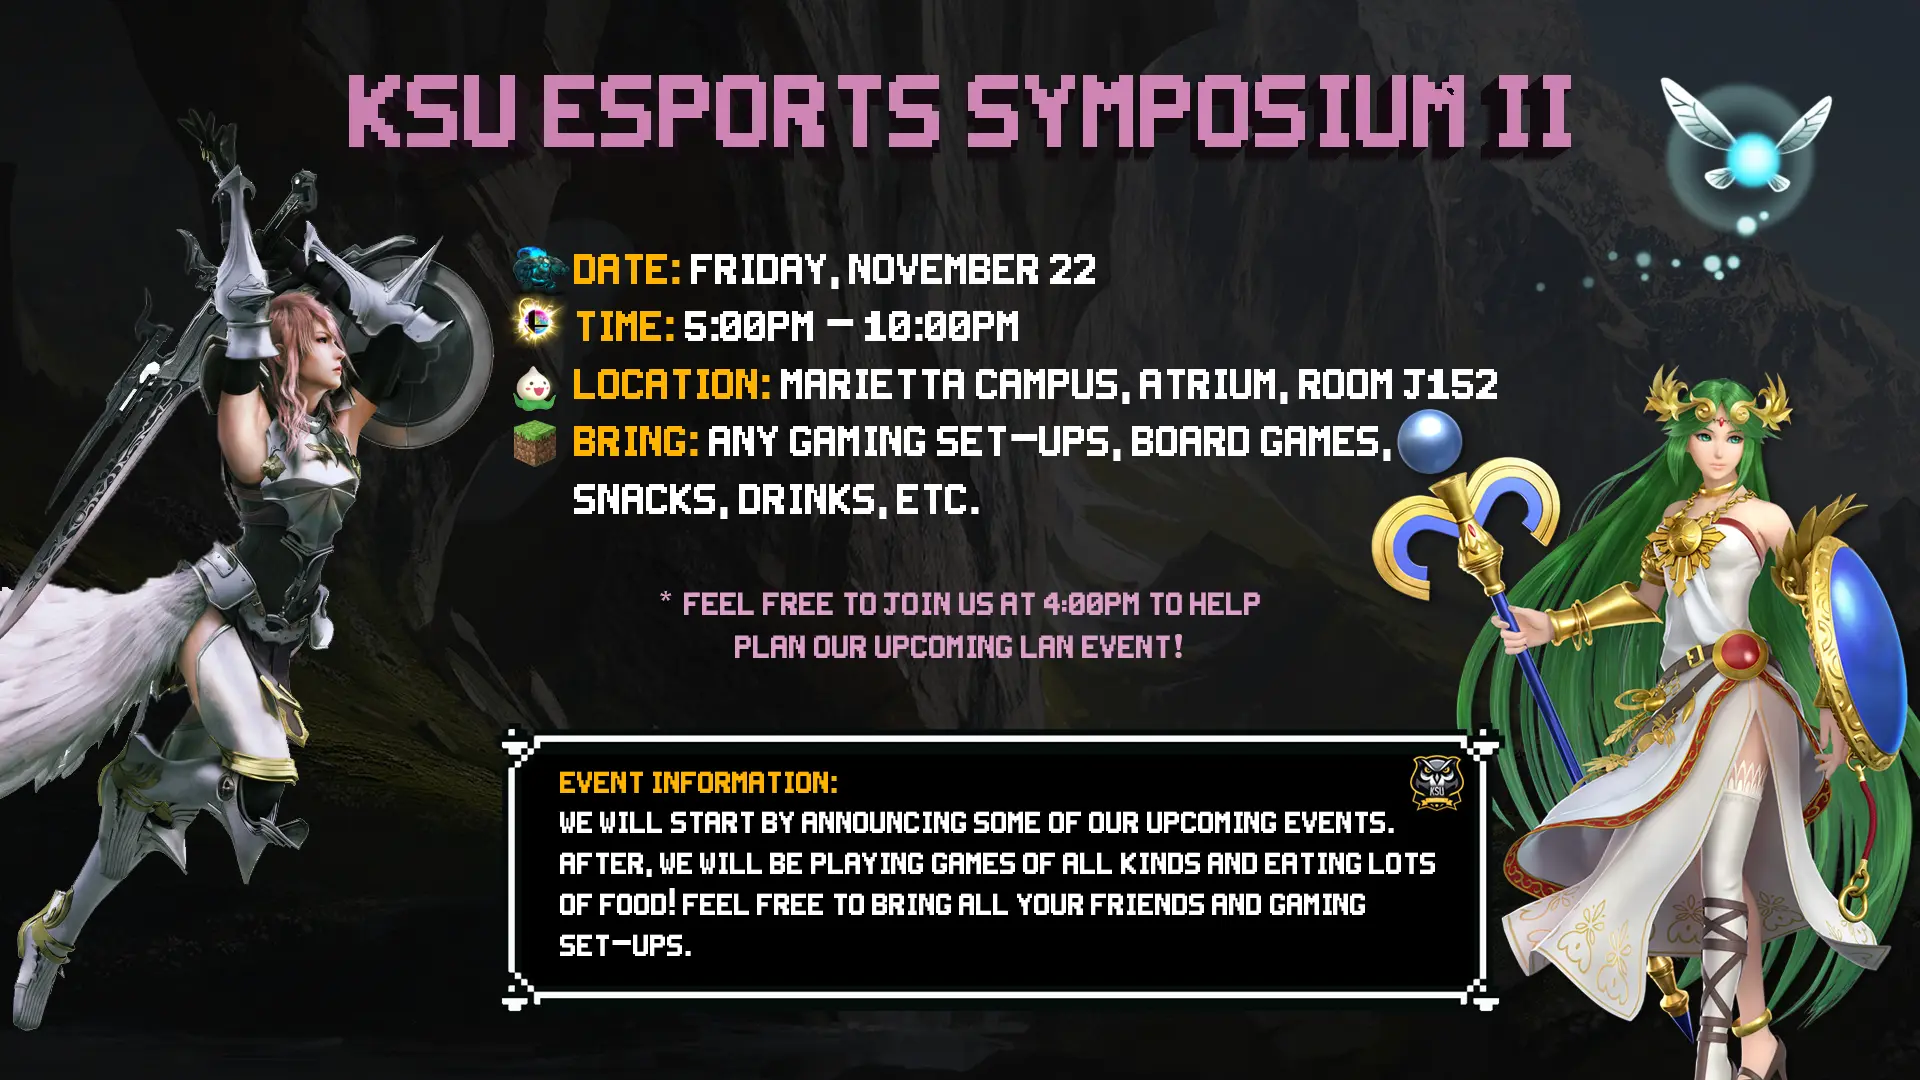 KSU ESPORTS SYMPOSIUM II
DATE: FRIDAY, NOVEMBER 22
TIME: 5:00PM - 10:00PM
LOCATION: MARIETTA CAMPUS, ATRIUM, ROOM J152
BRING: ANY GAMING SET-UPS, BOARD GAMES,
SNACKS, DRINKS, ETC.
* FEEL FREE TO JOIN US AT 4:00PM TO HELP
PLAN OUR UPCOMING LAN EVENT!
EVENT INFORMATION:
KSU
WE WILL START BY ANNOUNCING SOME OF OUR UPCOMING EVENTS.
AFTER, WE WILL BE PLAYING GAMES OF ALL KINDS AND EATING LOTS
OF FOOD! FEEL FREE TO BRING ALL YOUR FRIENDS AND GAMING
SET-UPS.